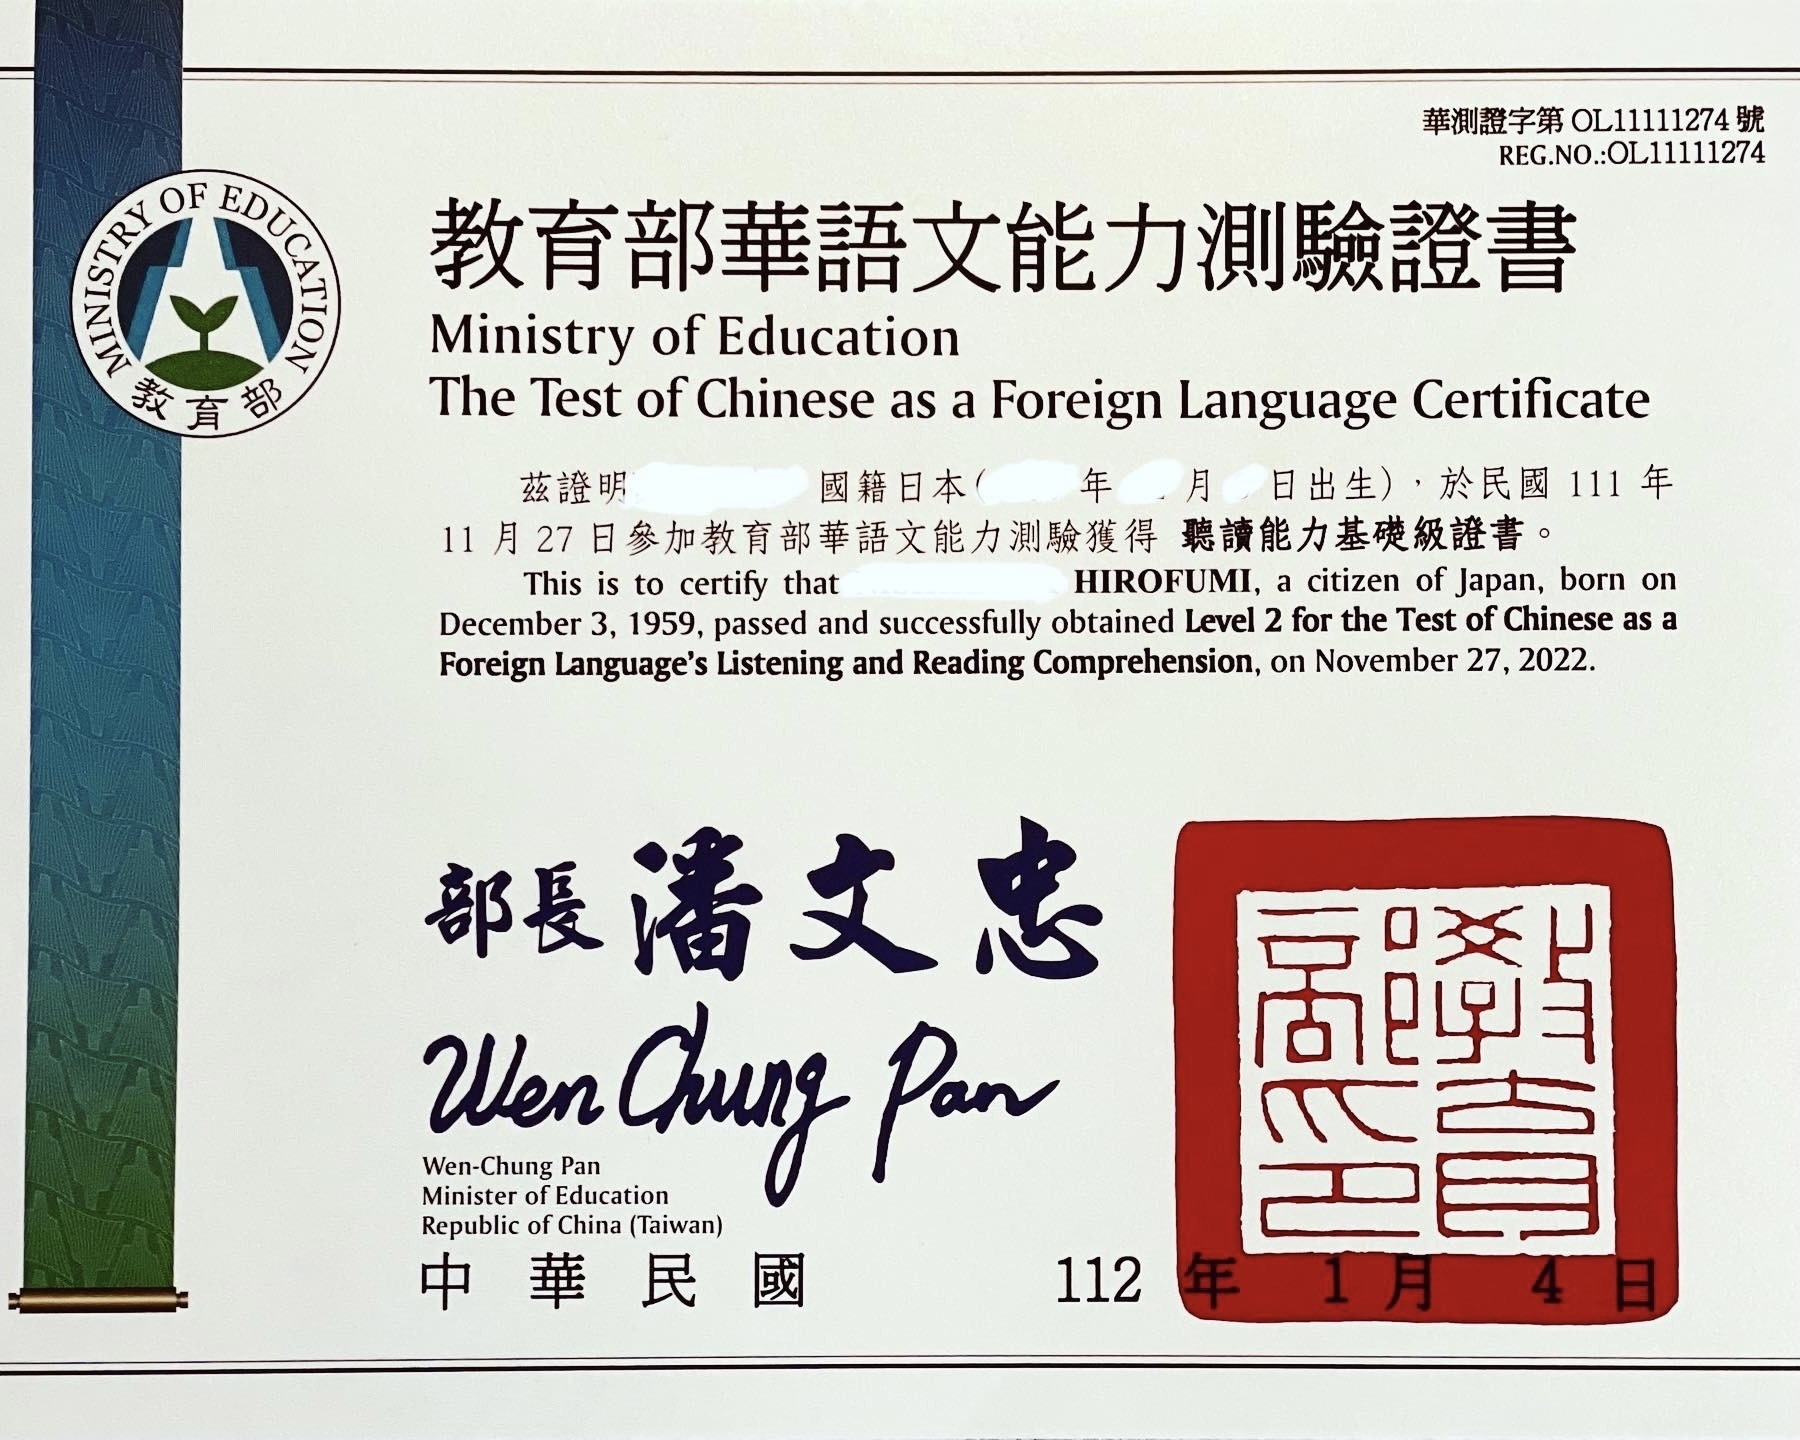 華測證字第 OL11111274 號
REG.NO.:OL11111274
MINISTRY OF EDUCATION
教育部
教育部華語文能力測驗證書
Ministry of Education
The Test of Chinese as a Foreign Language Certificate
茲證明 國籍日本( 年 月 日出生)，於民國 111 年
11 月 27 日參加教育部華語文能力測驗獲得 聽讀能力基礎級證書。
This is to certify that HIROFUMI, a citizen of Japan, born on
December 3, 1959, passed and successfully obtained Level 2 for the Test of Chinese as a
Foreign Language's Listening and Reading Comprehension, on November 27, 2022.
部長 潘文忠
Wen Chung Pan
Wen-Chung Pan
Minister of Education
Republic of China (Taiwan)
中華民國 112 年 1 月 4 日
教育部印